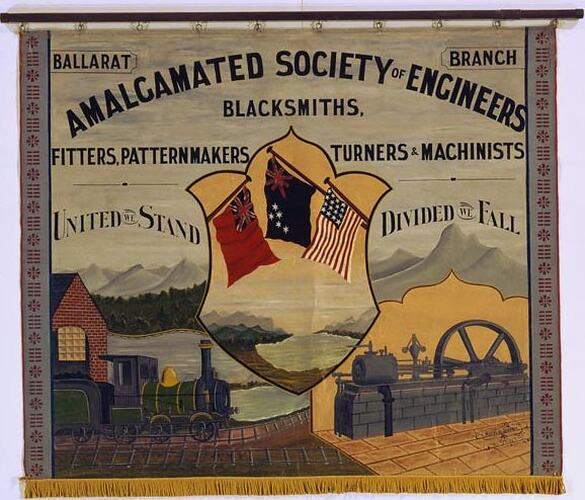 BALLARAT
BRANCH
AMALGAMATED SOCIETY OF ENGINEERS
BLACKSMITHS,
FITTERS, PATTERNMAKERS
TURNERS & MACHINISTS
UNITED WE STAND
DIVIDED WE FALL